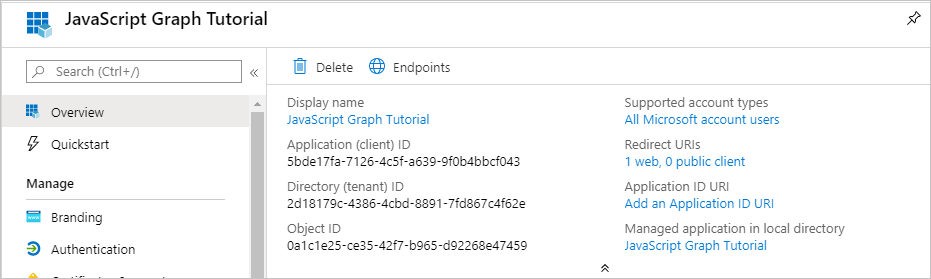 JavaScript Graph Tutorial
Search (Ctrl+/)
«
Overview
Quickstart
Manage
Branding
Authentication
Delete
Endpoints
Display name
JavaScript Graph Tutorial
Application (client) ID
5bde17fa-7126-4c5f-a639-9f0b4bbcf043
Directory (tenant) ID
2d18179c-4386-4cbd-8891-7fd867c4f62e
Object ID
0a1c1e25-ce35-42f7-b965-d92268e47459
Supported account types
All Microsoft account users
Redirect URIs
1 web, 0 public client
Application ID URI
Add an Application ID URI
Managed application in local directory
JavaScript Graph Tutorial